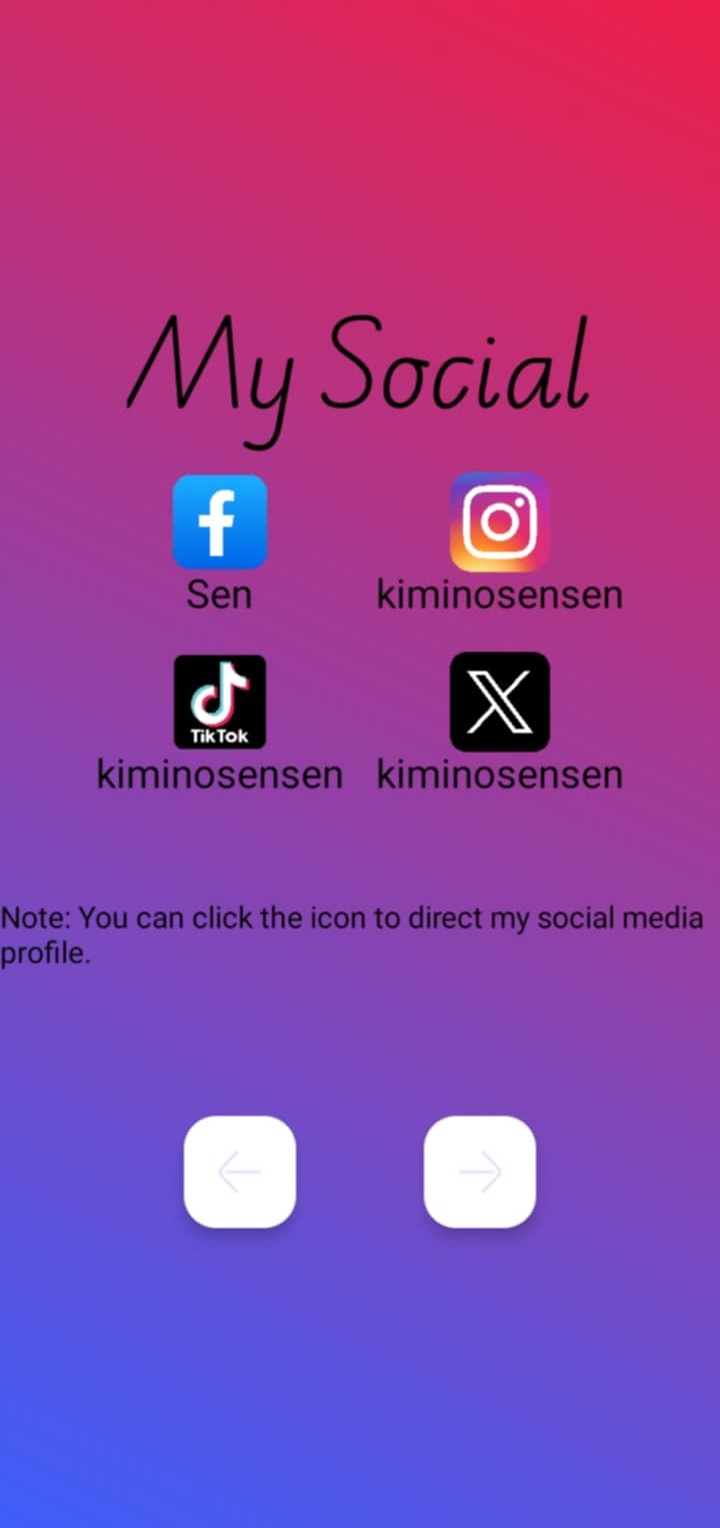 My Social
Sen kiminosensen
TikTok
kiminosensen kiminosensen
Note: You can click the icon to direct my social media
profile.